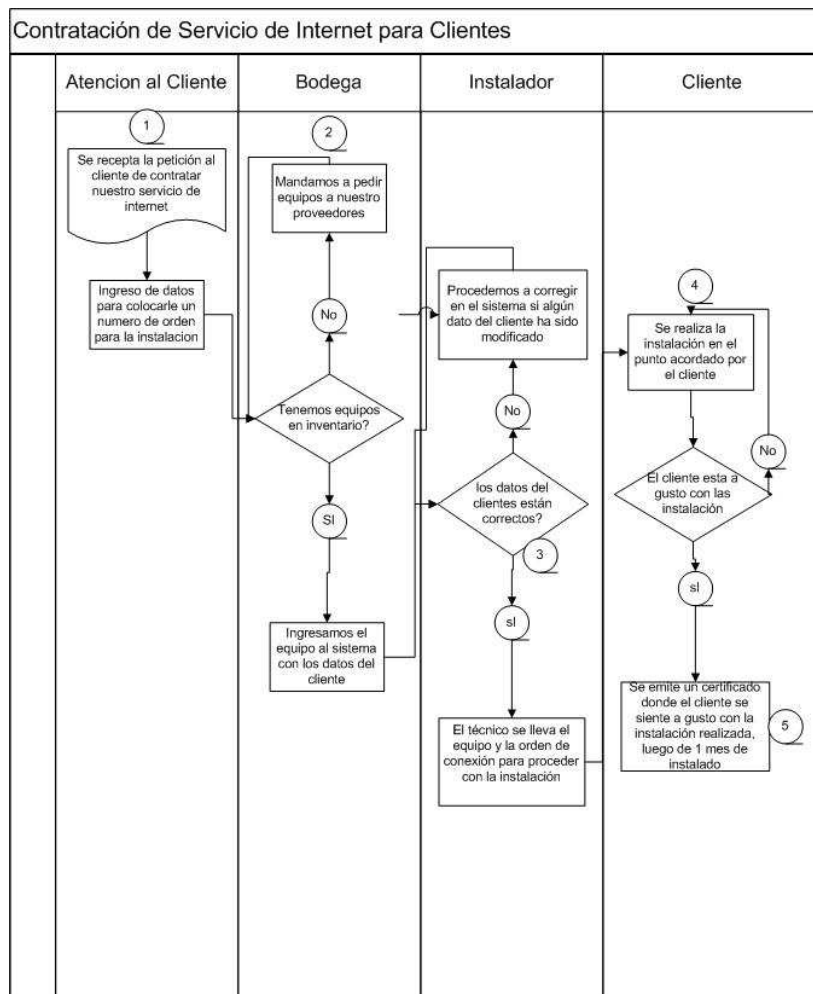 Contratación de Servicio de Internet para Clientes
Atencion al Cliente
Bodega
Instalador
Cliente
1
Se recepta la petición al
cliente de contratar
nuestro servicio de
internet
Ingreso de datos
para colocarle un
numero de orden
para la instalacion
2
Mandamos a pedir
equipos a nuestro
proveedores
No
Tenemos equipos
en inventario?
SI
Ingresamos el
equipo al sistema
con los datos del
cliente
Procedemos a corregir
en el sistema si algún
dato del cliente ha sido
modificado
No
los datos del
clientes están
correctos?
3
sI
El técnico se lleva el
equipo y la orden de
conexión para proceder
con la instalación
4
Se realiza la
instalación en el
punto acordado por
el cliente
No
El cliente esta a
gusto con las
instalación
sI
Se emite un certificado
donde el cliente se
siente a gusto con la
instalación realizada,
luego de 1 mes de
instalado
5